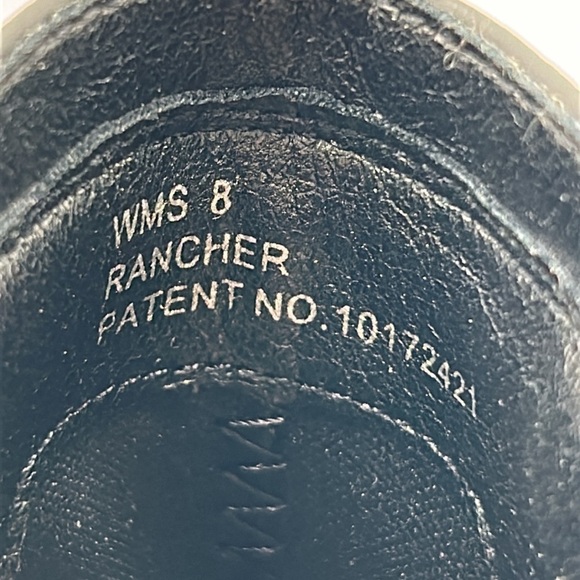 WMS 8
RANCHER
PATENT NO. 10172421